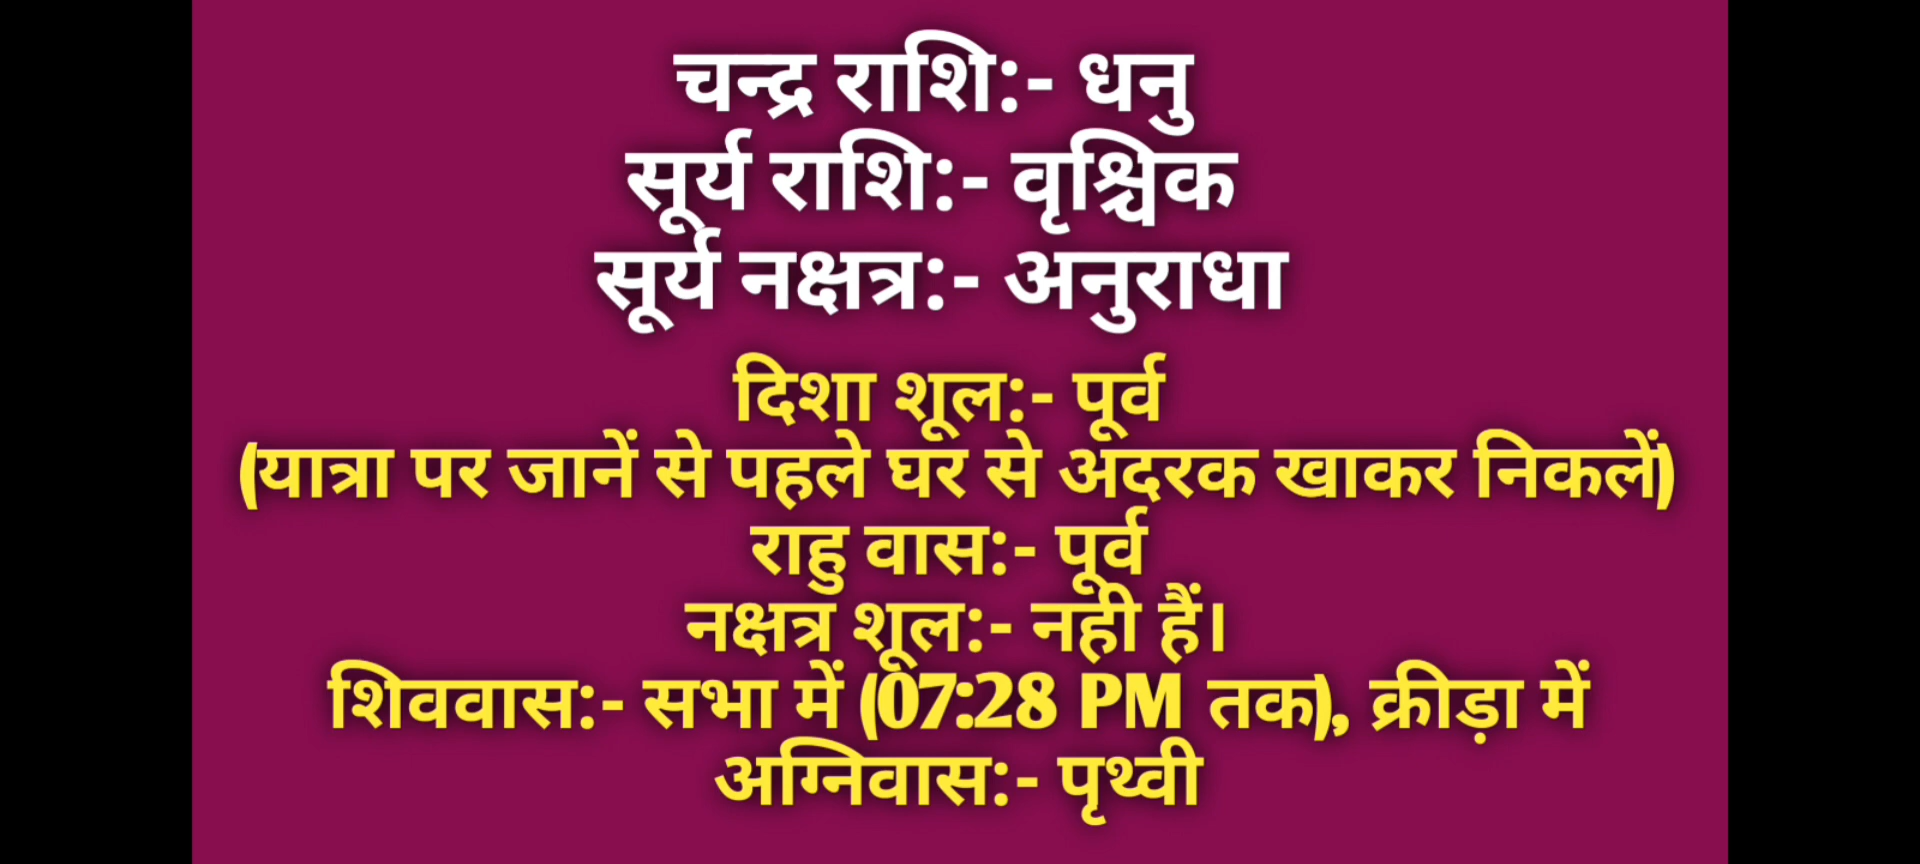 चन्द्र राशि:- धनु
सूर्य राशि:- वृश्चिक
सूर्य नक्षत्र:- अनुराधा
दिशा शूल:- पूर्व
(यात्रा पर जानें से पहले घर से अदरक खाकर निकलें)
राहु वास:- पूर्व
नक्षत्र शूल:- नही हैं।
शिववास:- सभा में (07:28 PM तक), क्रीड़ा में
अग्निवास:- पृथ्वी